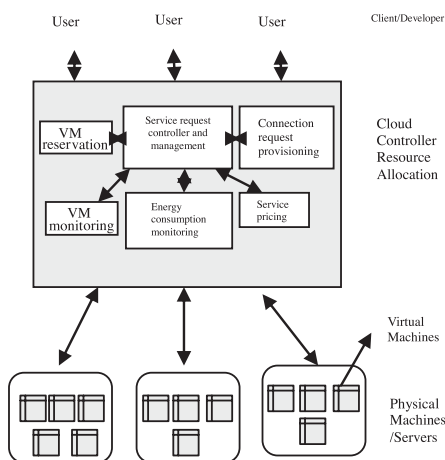 User
User
User
Client/Developer
VM
reservation
Service request
controller and
management
Connection
request
provisioning
Cloud
Controller
Resource
Allocation
VM
monitoring
Energy
consumption
monitoring
Service
pricing
Virtual
Machines
Physical
Machines
/Servers